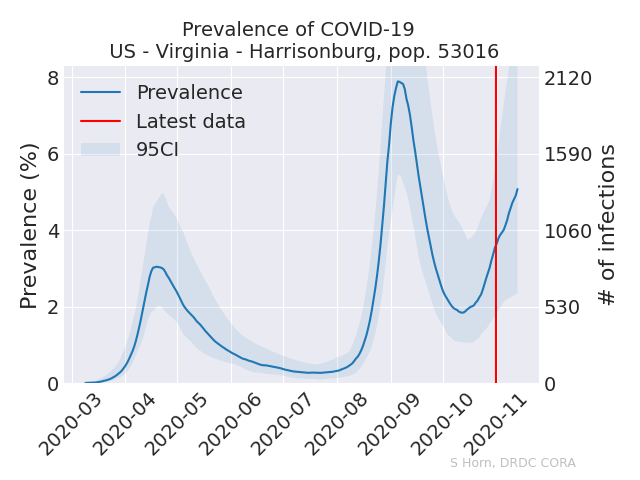 Prevalence of COVID-19
US - Virginia - Harrisonburg, pop. 53016
Prevalence
Latest data
95CI
Prevalence (%)
8
6
4
2
0
2120
1590
1060
530
0
# of infections
2020-03
2020-04
2020-05
2020-06
2020-07
2020-08
2020-09
2020-10
2020-11
S Horn, DRDC CORA